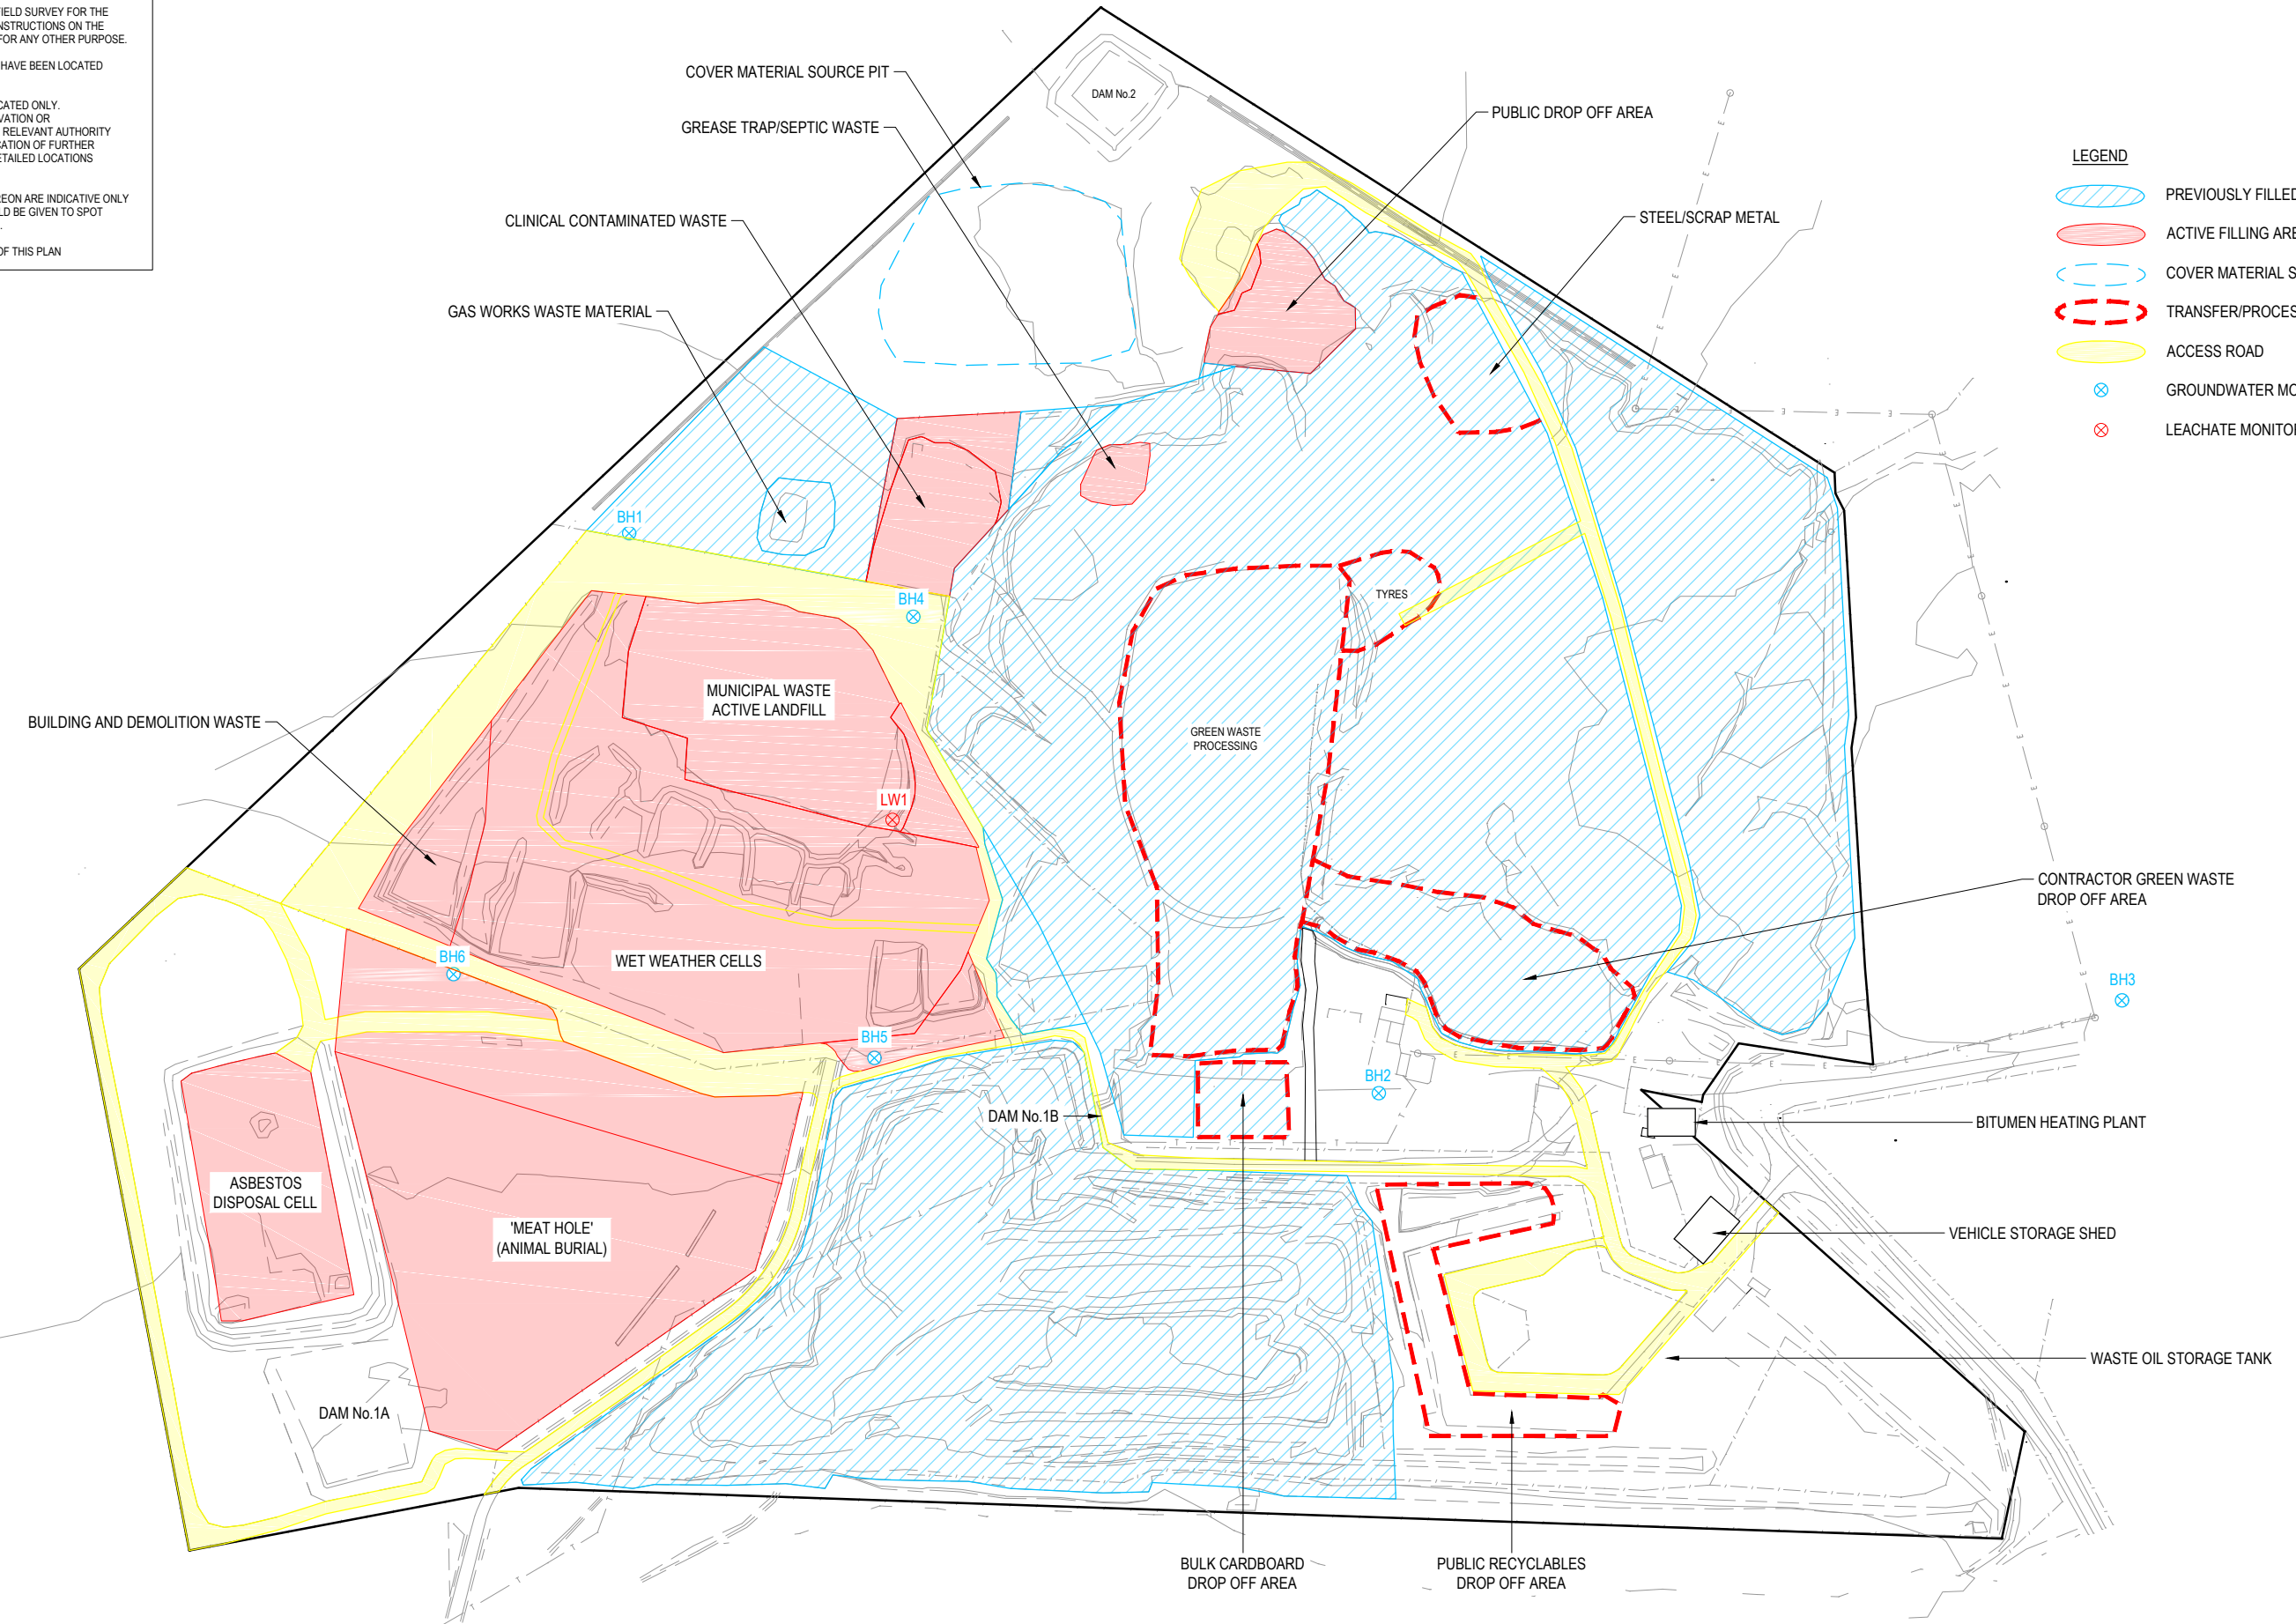 FIELD SURVEY FOR THE
INSTRUCTIONS ON THE
FOR ANY OTHER PURPOSE.
HAVE BEEN LOCATED
CATED ONLY.
VATION OR
RELEVANT AUTHORITY
CATION OF FURTHER
ETAILED LOCATIONS
REON ARE INDICATIVE ONLY
LD BE GIVEN TO SPOT
.
OF THIS PLAN
COVER MATERIAL SOURCE PIT
DAM No.2
GREASE TRAP/SEPTIC WASTE
PUBLIC DROP OFF AREA
CLINICAL CONTAMINATED WASTE
STEEL/SCRAP METAL
GAS WORKS WASTE MATERIAL
LEGEND
PREVIOUSLY FILLED
ACTIVE FILLING ARE
COVER MATERIAL S
TRANSFER/PROCES
ACCESS ROAD
GROUNDWATER MO
LEACHATE MONITOR
BH1
BH4
TYRES
MUNICIPAL WASTE
ACTIVE LANDFILL
BUILDING AND DEMOLITION WASTE
GREEN WASTE
PROCESSING
LW1
CONTRACTOR GREEN WASTE
DROP OFF AREA
BH6
WET WEATHER CELLS
BH3
BH5
BH2
DAM No.1B
BITUMEN HEATING PLANT
ASBESTOS
DISPOSAL CELL
'MEAT HOLE'
(ANIMAL BURIAL)
VEHICLE STORAGE SHED
WASTE OIL STORAGE TANK
DAM No.1A
BULK CARDBOARD
DROP OFF AREA
PUBLIC RECYCLABLES
DROP OFF AREA